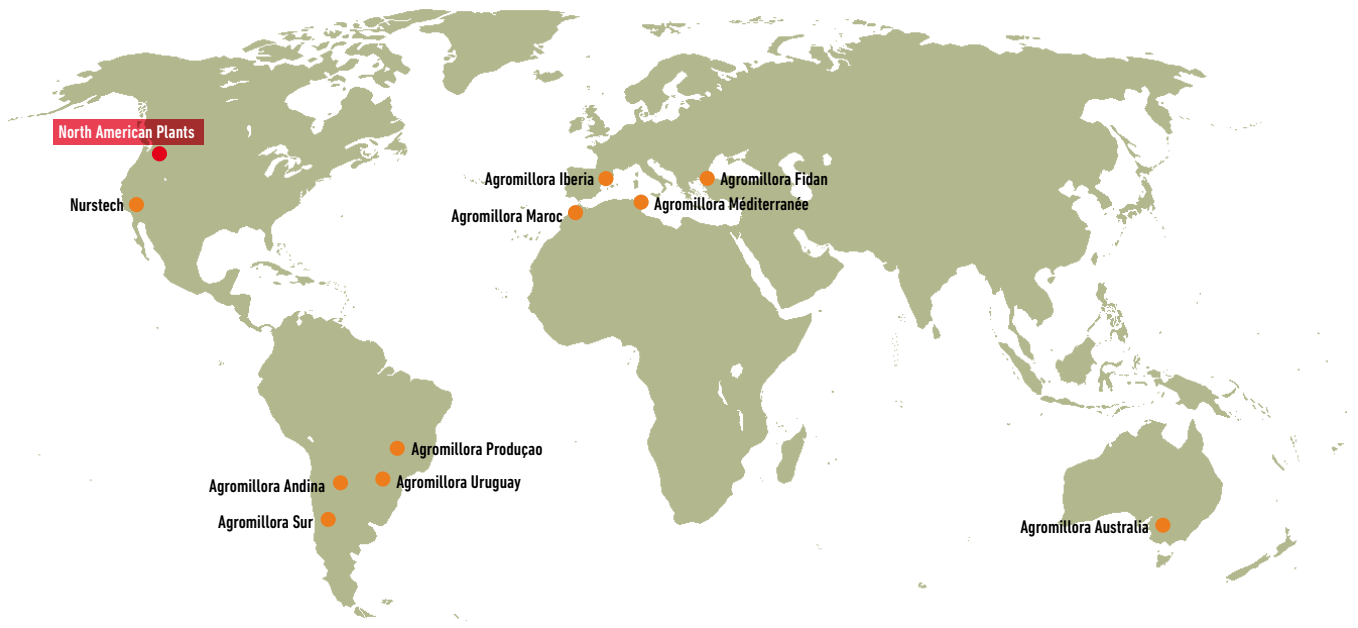 North American Plants
Nurstech
Agromillora Iberia
Agromillora Fidan
Agromillora Méditerranée
Agromillora Maroc
Agromillora Produçao
Agromillora Andina
Agromillora Uruguay
Agromillora Sur
Agromillora Australia